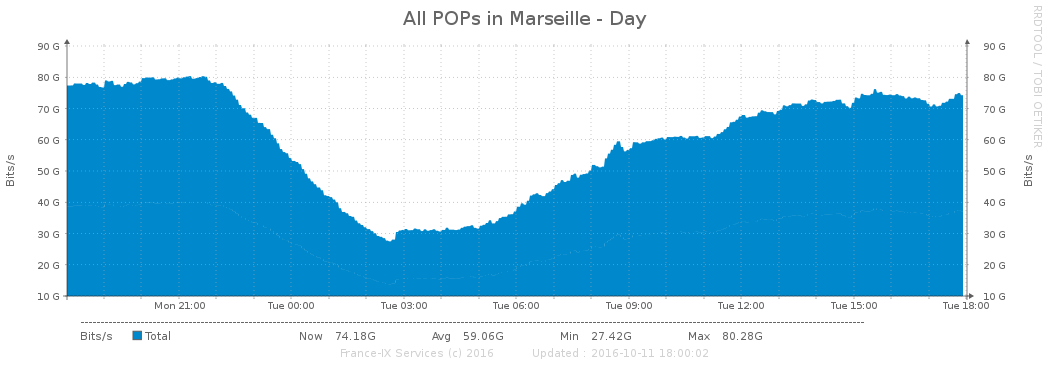 All POPs in Marseille - Day
RRDTOOL / TOBI OETIKER
90 G 90 G
80 G 80 G
70 G 70 G
60 G 60 G
50 G 50 G
40 G 40 G
30 G 30 G
20 G 20 G
10 G 10 G
Bits/s
Bits/s
Mon 21:00 Tue 00:00 Tue 03:00 Tue 06:00 Tue 09:00 Tue 12:00 Tue 15:00 Tue 18:00
Bits/s Total Now 74.18G Avg 59.06G Min 27.42G Max 80.28G
France-IX Services (c) 2016 Updated : 2016-10-11 18:00:02